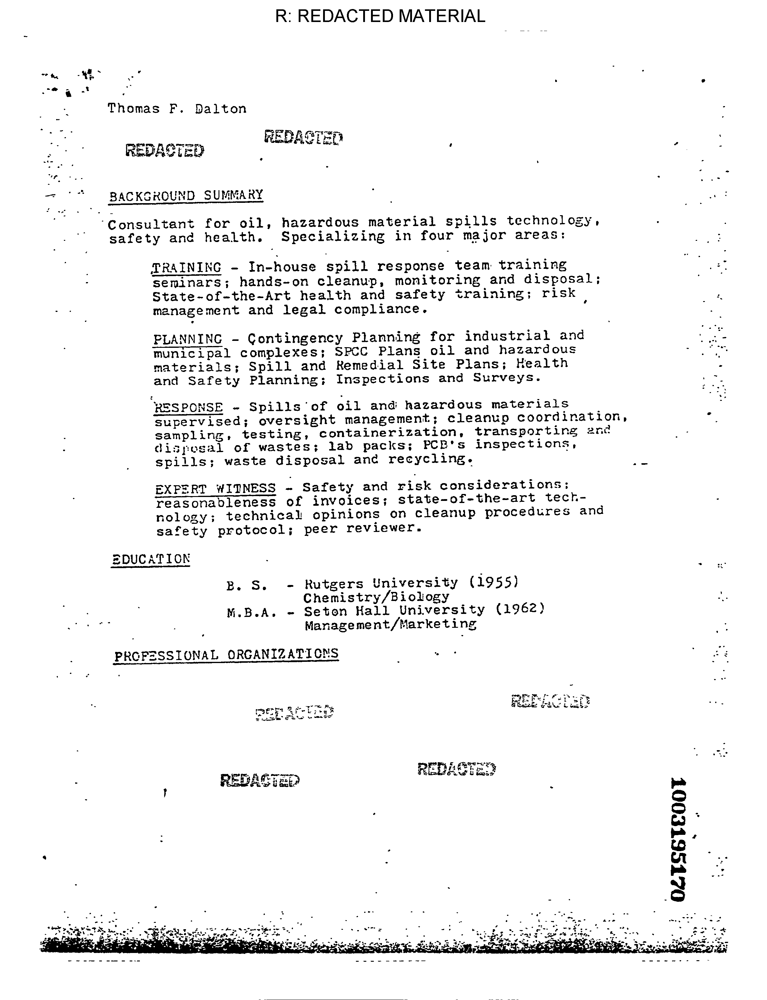 R: REDACTED MATERIAL
Thomas F. Dalton
REDACTED
REDACTED
BACKGROUND SUMMARY
Consultant for oil, hazardous material spills technology,
safety and health. Specializing in four major areas:
TRAINING - In-house spill response team training
seminars; hands-on cleanup, monitoring and disposal;
State-of-the-Art health and safety training; risk
management and legal compliance.
PLANNING - Contingency Planning for industrial and
municipal complexes; SPCC Plans oil and hazardous
materials; Spill and Remedial Site Plans; Health
and Safety Planning; Inspections and Surveys.
RESPONSE - Spills of oil and hazardous materials
supervised; oversight management; cleanup coordination,
sampling, testing, containerization, transporting and
disposal of wastes; lab packs; PCB's inspections,
spills; waste disposal and recycling.
EXPERT WITNESS - Safety and risk considerations;
reasonableness of invoices; state-of-the-art tech-
nology; technical opinions on cleanup procedures and
safety protocol; peer reviewer.
EDUCATION
B. S. - Rutgers University (1955)
Chemistry/Biology
M.B.A. - Seton Hall University (1962)
Management/Marketing
PROFESSIONAL ORGANIZATIONS
REDACTED
REDACTED
REDACTED
REDACTED
1003195170